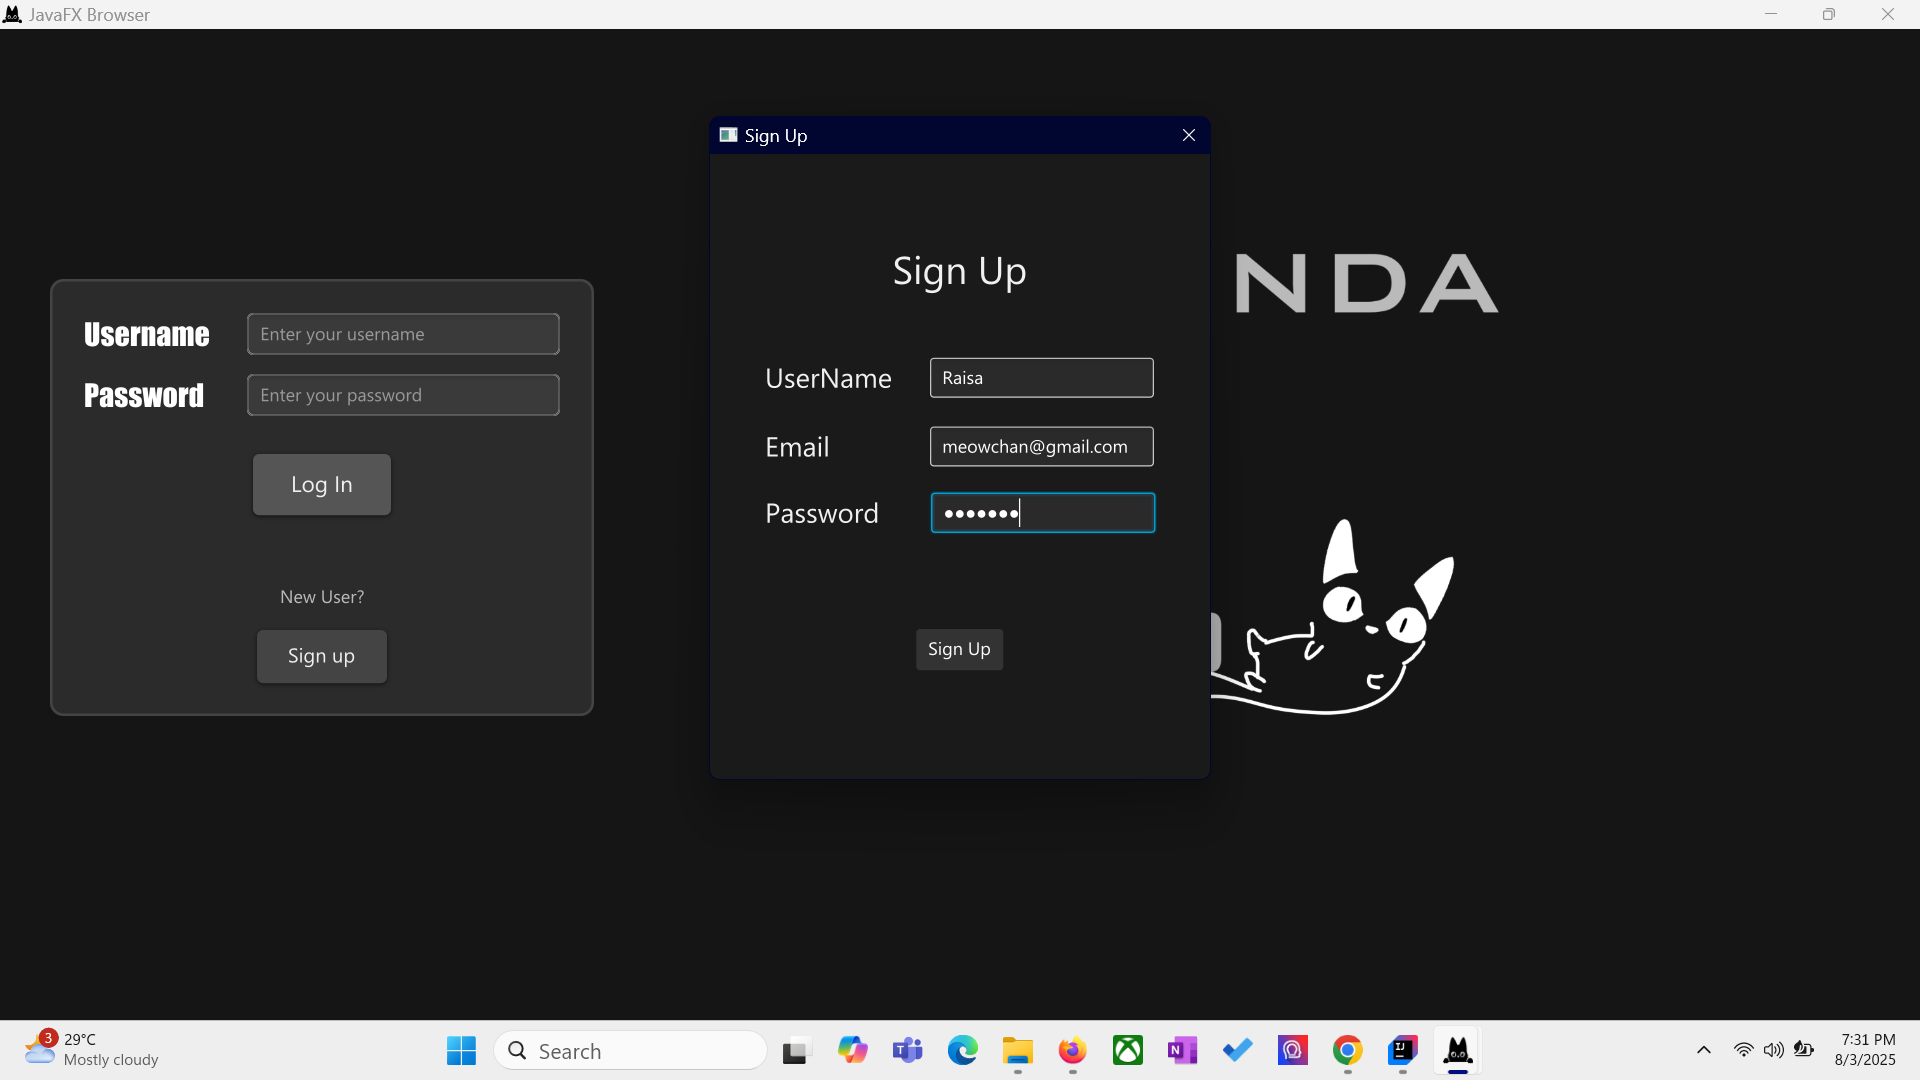 JavaFX Browser
Sign Up
Sign Up
NDA
Username
Enter your username
Password
Enter your password
Log In
New User?
Sign up
UserName
Raisa
Email
meowchan@gmail.com
Password
Sign Up
3
29°C
Mostly cloudy
Search
7:31 PM
8/3/2025